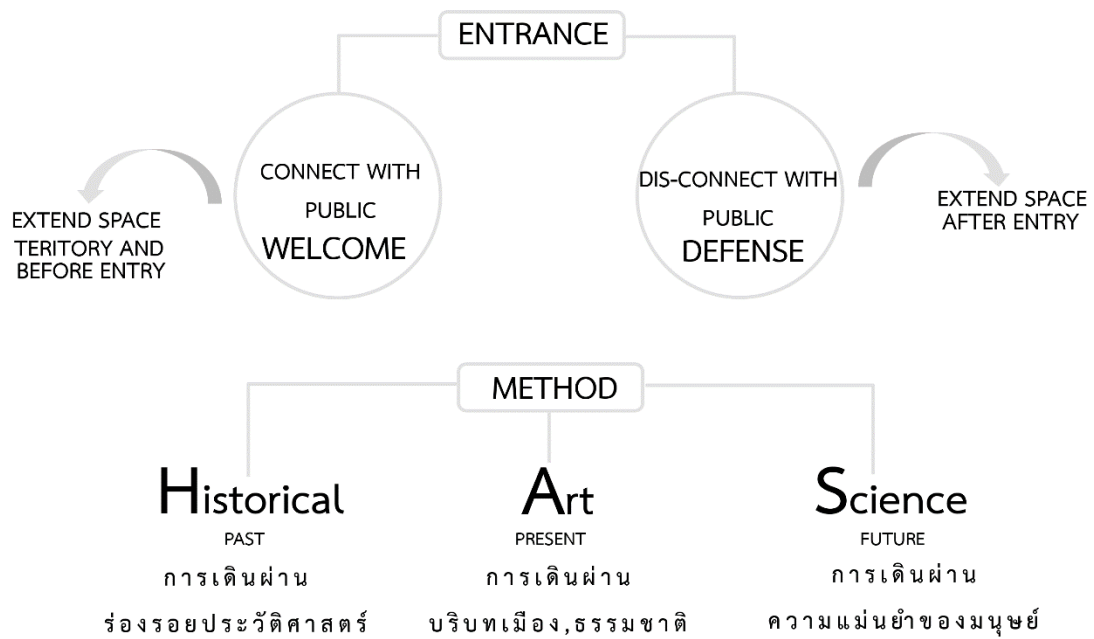 ENTRANCE
CONNECT WITH
PUBLIC
WELCOME
DIS-CONNECT WITH
PUBLIC
DEFENSE
EXTEND SPACE
TERITORY AND
BEFORE ENTRY
EXTEND SPACE
AFTER ENTRY
METHOD
Historical
PAST
การเดินผ่าน
ร่องรอยประวัติศาสตร์
Art
PRESENT
การเดินผ่าน
บริบทเมือง,ธรรมชาติ
Science
FUTURE
การเดินผ่าน
ความแม่นยำของมนุษย์